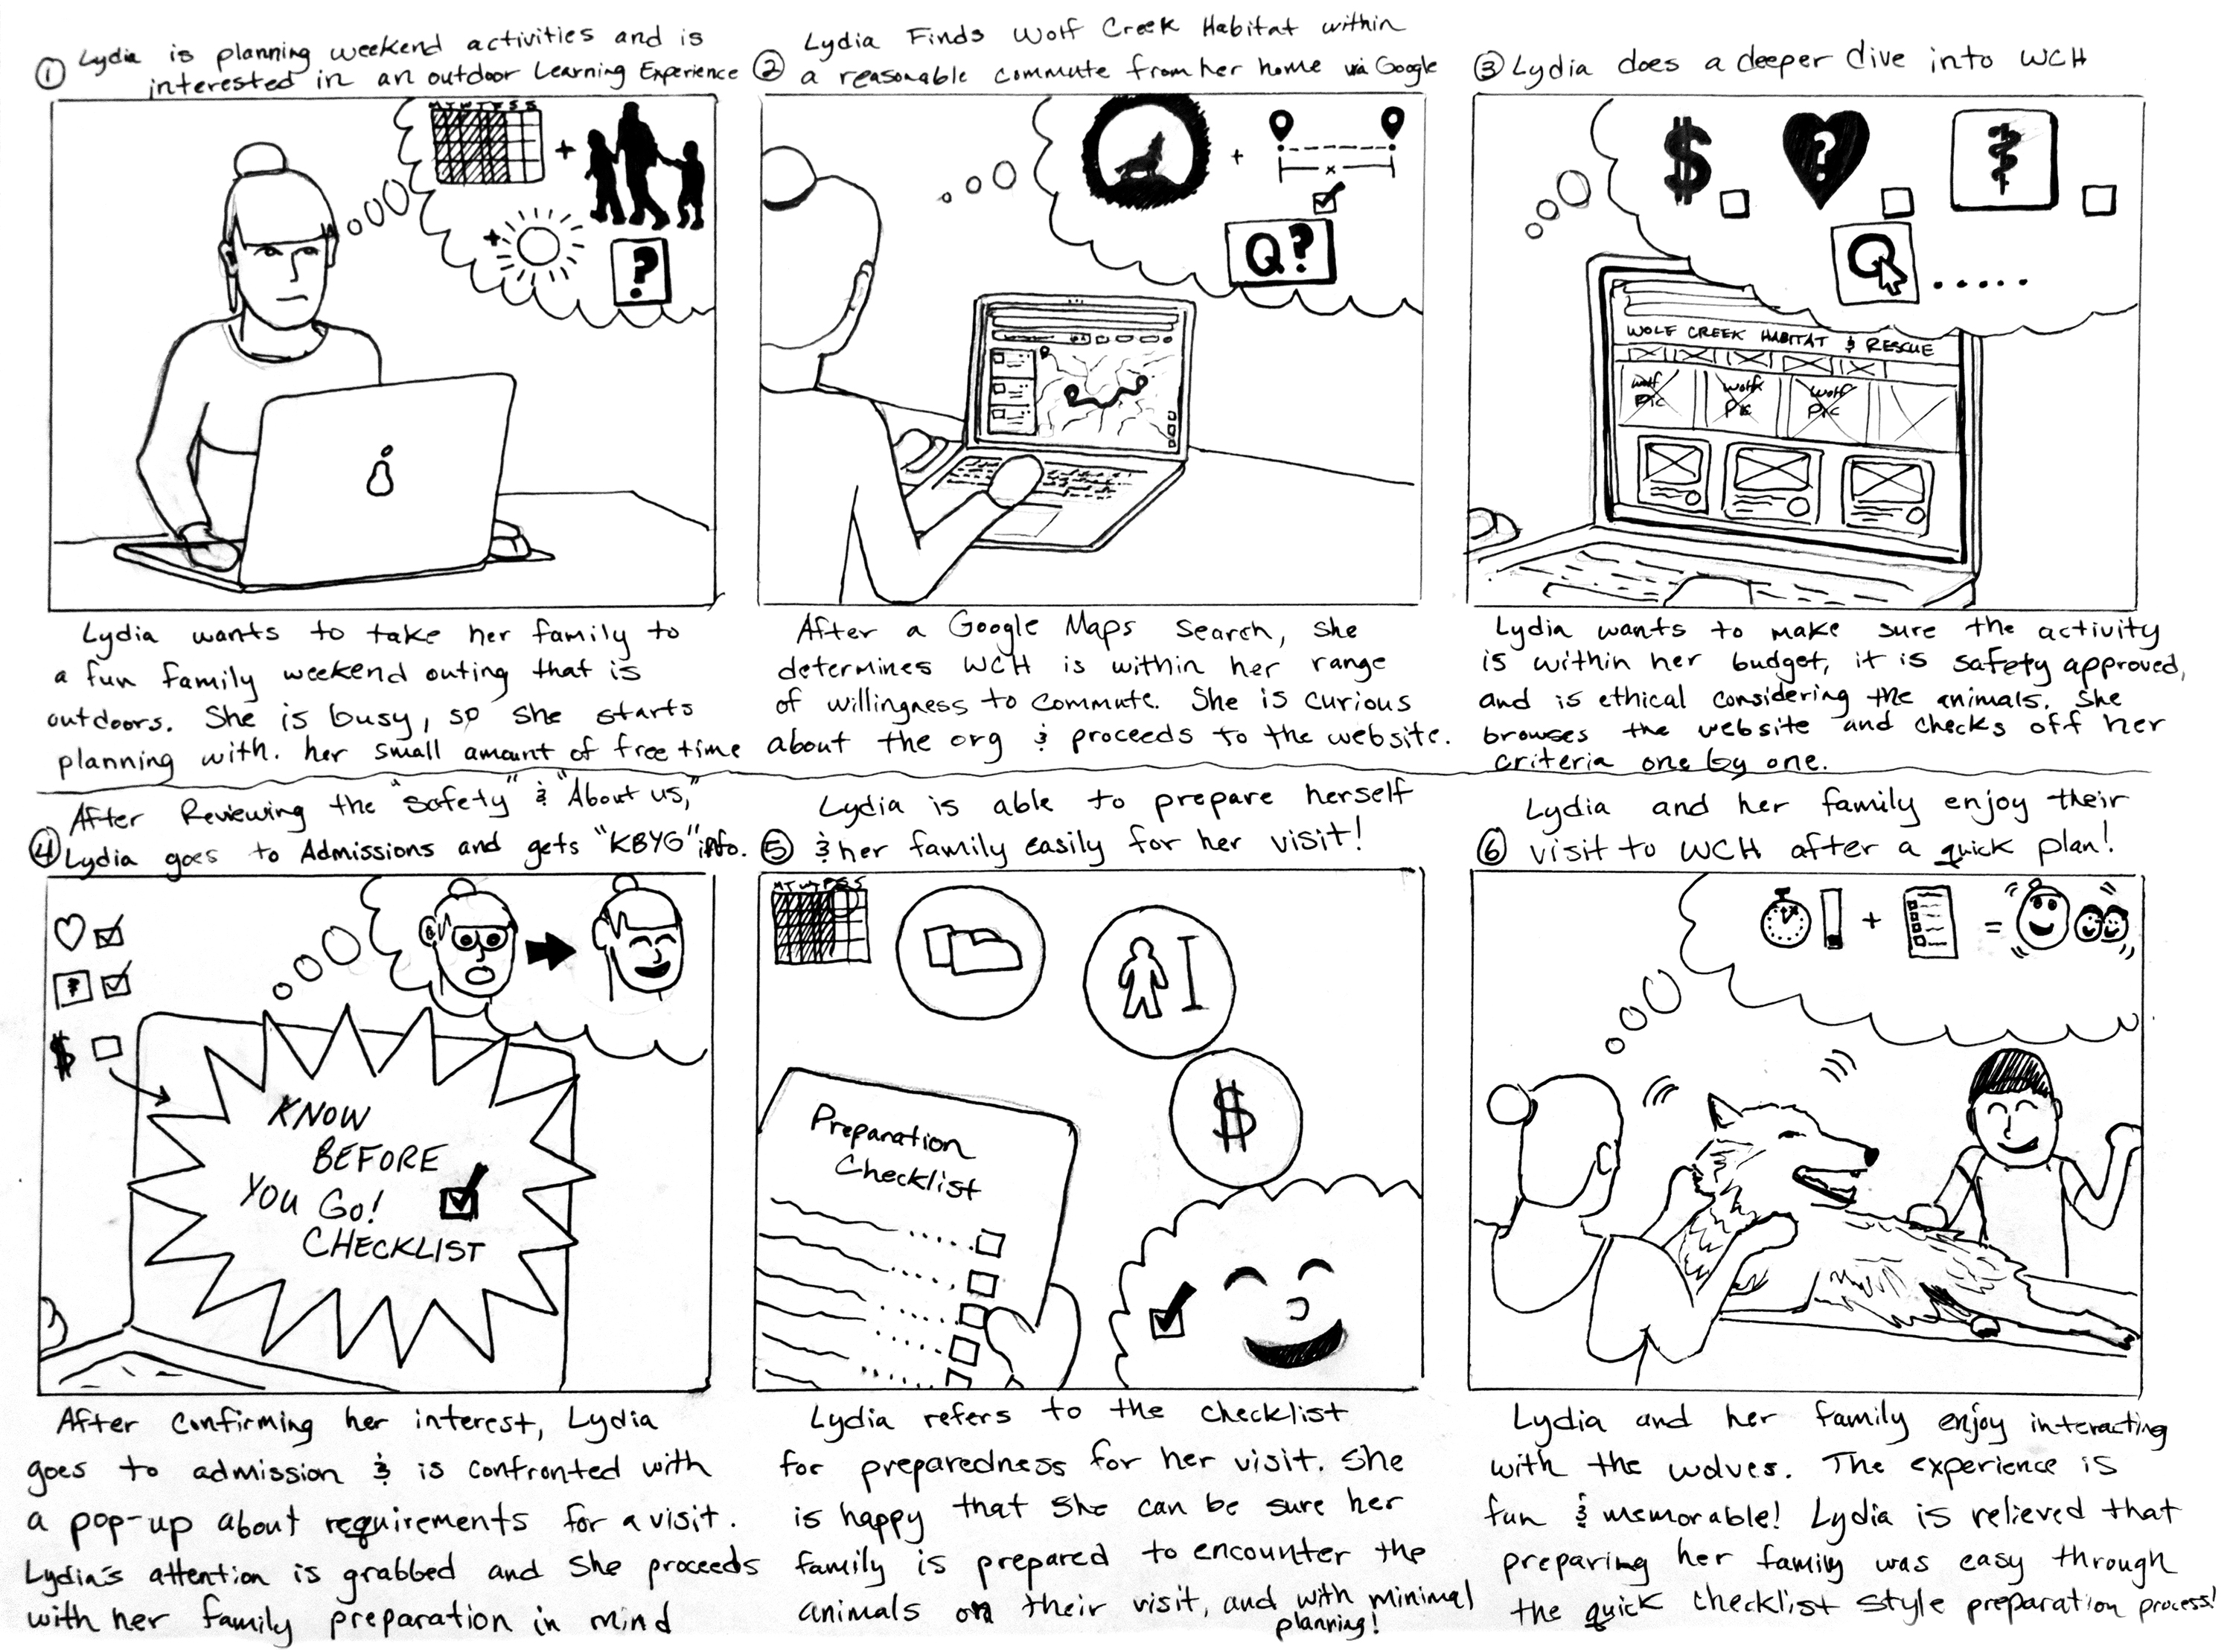 ① Lydia is planning weekend activities and is
interested in an outdoor Learning Experience
MTWTFSS
+
+
?
Lydia wants to take her family to
a fun family weekend outing that is
outdoors. She is busy, so she starts
planning with. her small amount of free time
② Lydia Finds Wolf Creek Habitat within
a reasonable commute from her home via Google
+
x
Q?
After a Google Maps search, she
determines WCH is within her range
of willingness to commute. She is curious
about the org & proceeds to the website.
③ Lydia does a deeper dive into WCH
$ ?
Q .....
WOLF CREEK HABITAT & RESCUE
wolf Pic
wolf Pic
wolf Pic
Lydia wants to make sure the activity
is within her budget, it is safety approved,
and is ethical considering the animals. She
browses the website and checks off her
criteria one by one.
④ After Reviewing the "safety" & "About us,"
Lydia goes to Admissions and gets "KBYG" info.
$
KNOW
BEFORE
YOU GO!
CHECKLIST
After confirming her interest, Lydia
goes to admission & is confronted with
a pop-up about requirements for a visit.
Lydia's attention is grabbed and she proceeds
with her family preparation in mind
⑤ Lydia is able to prepare herself
& her family easily for her visit!
MTWTFSS
$
Preparation
Checklist
Lydia refers to the checklist
for preparedness for her visit. She
is happy that she can be sure her
family is prepared to encounter the
animals on their visit, and with minimal
planning!
⑥ Lydia and her family enjoy their
visit to WCH after a quick plan!
+ =
Lydia and her family enjoy interacting
with the wolves. The experience is
fun & memorable! Lydia is relieved that
preparing her family was easy through
the quick checklist style preparation process!